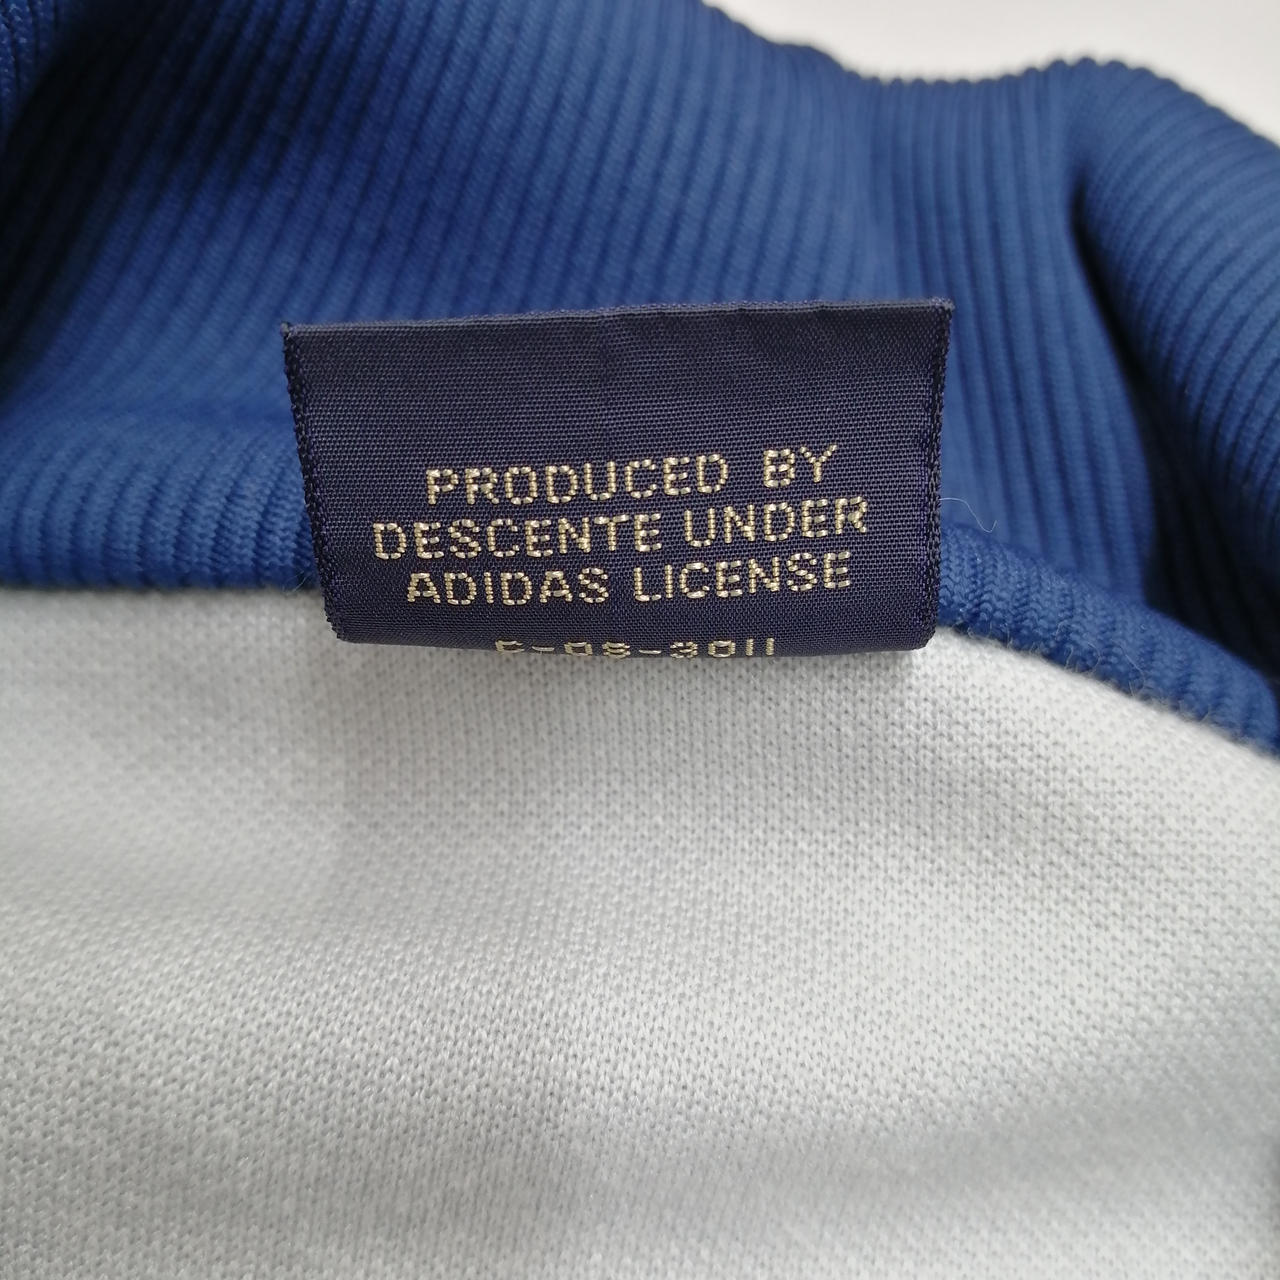 PRODUCED BY
DESCENTE UNDER
ADIDAS LICENSE